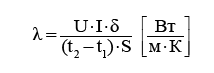 λ = U·I·δ / (t₂ – t₁)·S [Вт / м·К]